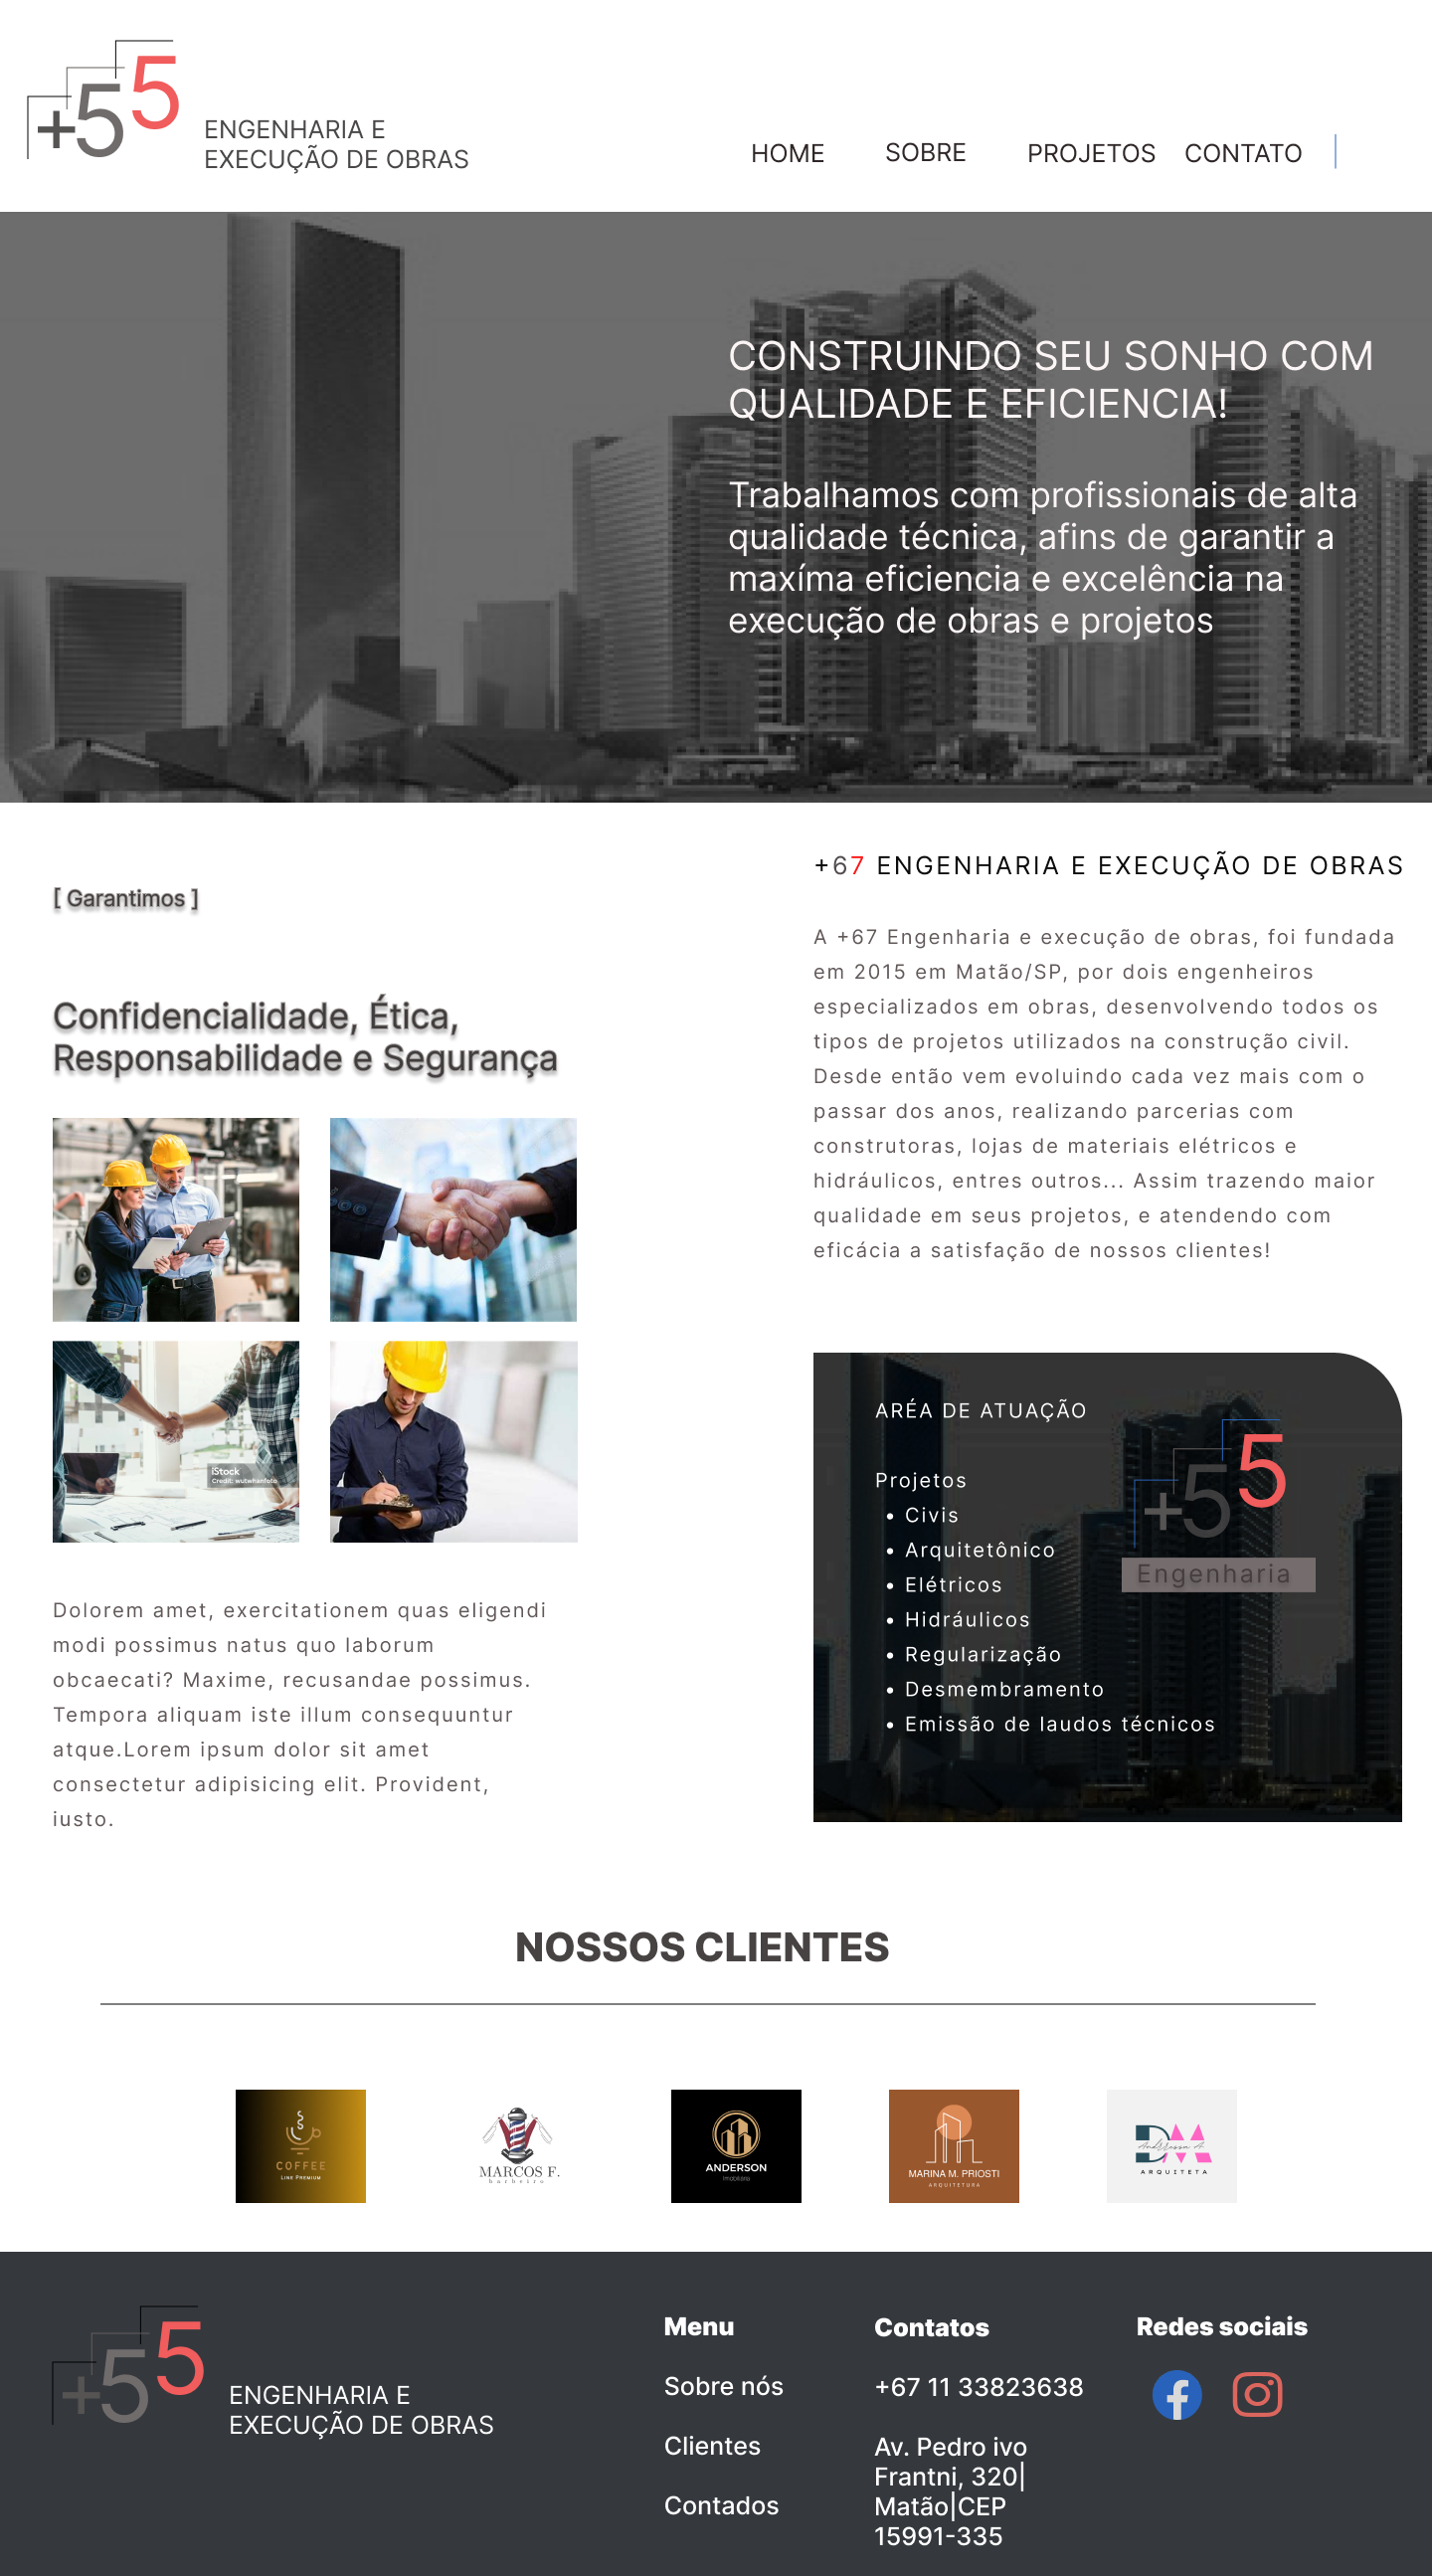 +55
ENGENHARIA E
EXECUÇÃO DE OBRAS
HOME SOBRE PROJETOS CONTATO
CONSTRUINDO SEU SONHO COM
QUALIDADE E EFICIENCIA!
Trabalhamos com profissionais de alta
qualidade técnica, afins de garantir a
maxíma eficiencia e excelência na
execução de obras e projetos
[ Garantimos ]
Confidencialidade, Ética,
Responsabilidade e Segurança
iStock
Credit: wutwhanfoto
Dolorem amet, exercitationem quas eligendi
modi possimus natus quo laborum
obcaecati? Maxime, recusandae possimus.
Tempora aliquam iste illum consequuntur
atque.Lorem ipsum dolor sit amet
consectetur adipisicing elit. Provident,
iusto.
+67 ENGENHARIA E EXECUÇÃO DE OBRAS
A +67 Engenharia e execução de obras, foi fundada
em 2015 em Matão/SP, por dois engenheiros
especializados em obras, desenvolvendo todos os
tipos de projetos utilizados na construção civil.
Desde então vem evoluindo cada vez mais com o
passar dos anos, realizando parcerias com
construtoras, lojas de materiais elétricos e
hidráulicos, entres outros... Assim trazendo maior
qualidade em seus projetos, e atendendo com
eficácia a satisfação de nossos clientes!
ARÉA DE ATUAÇÃO
Projetos
• Civis
• Arquitetônico
• Elétricos
• Hidráulicos
• Regularização
• Desmembramento
• Emissão de laudos técnicos
+55
Engenharia
NOSSOS CLIENTES
COFFEE
LINE PREMIUM
MARCOS F.
barbeiro
ANDERSON
Imobiliária
MARINA M. PRIOSTI
ARQUITETURA
DM
ARQUITETA
+55
ENGENHARIA E
EXECUÇÃO DE OBRAS
Menu
Sobre nós
Clientes
Contados
Contatos
+67 11 33823638
Av. Pedro ivo
Frantni, 320|
Matão|CEP
15991-335
Redes sociais